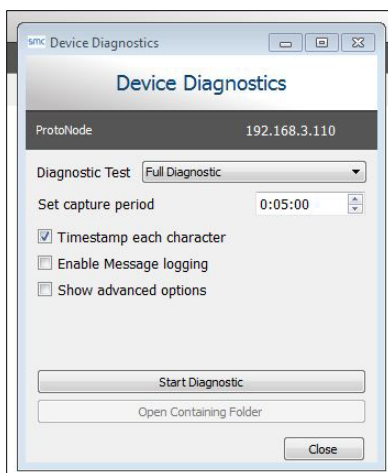 smc Device Diagnostics
Device Diagnostics
ProtoNode 192.168.3.110
Diagnostic Test Full Diagnostic
Set capture period 0:05:00
Timestamp each character
Enable Message logging
Show advanced options
Start Diagnostic
Open Containing Folder
Close